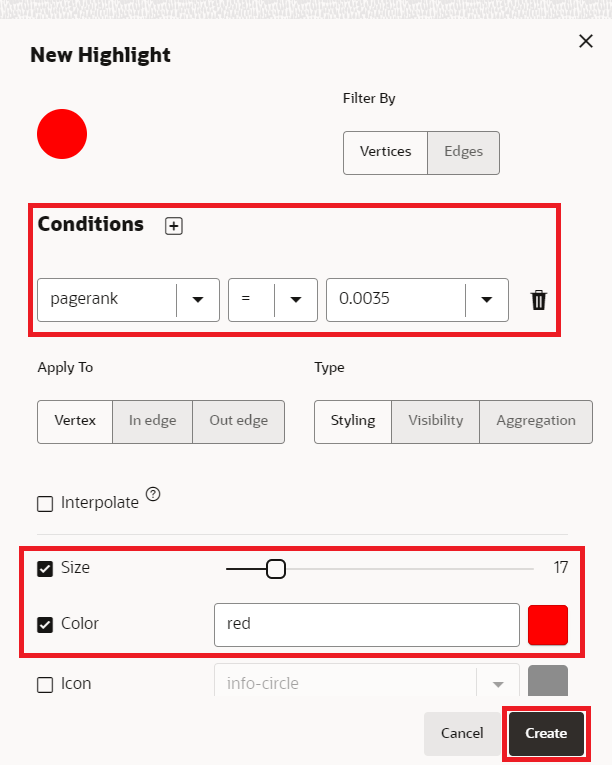 New Highlight
Filter By
Vertices Edges
Conditions
pagerank = 0.0035
Apply To Type
Vertex In edge Out edge Styling Visibility Aggregation
Interpolate ?
Size 17
Color red
Icon info-circle
Cancel Create